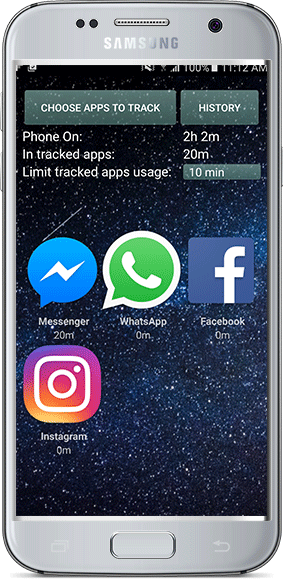 SAMSUNG
100% 11:12 AM
CHOOSE APPS TO TRACK HISTORY
Phone On: 2h 2m
In tracked apps: 20m
Limit tracked apps usage: 10 min
Messenger WhatsApp Facebook
20m 0m 0m
Instagram
0m